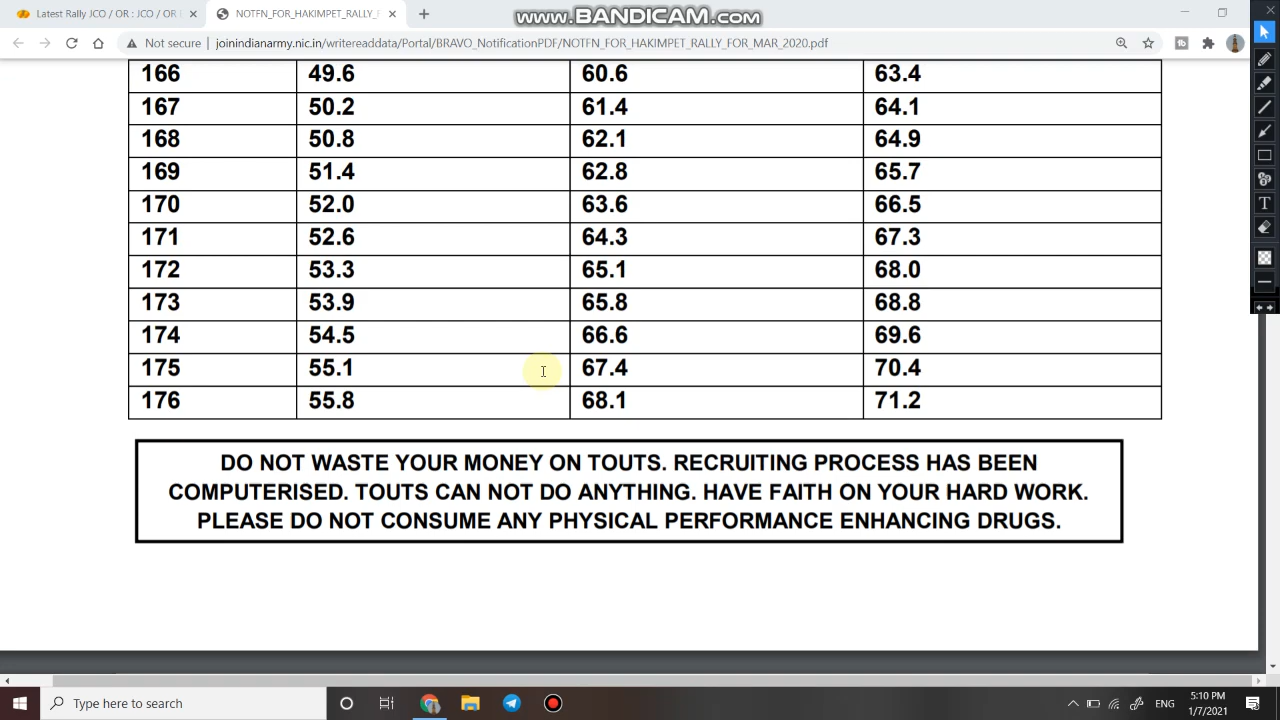 Latest Rally JCO / OR : JCO / OR
NOTFN_FOR_HAKIMPET_RALLY_F
www.BANDICAM.com
Not secure | joinindianarmy.nic.in/writereaddata/Portal/BRAVO_NotificationPDF/NOTFN_FOR_HAKIMPET_RALLY_FOR_MAR_2020.pdf
166 49.6 60.6 63.4
167 50.2 61.4 64.1
168 50.8 62.1 64.9
169 51.4 62.8 65.7
170 52.0 63.6 66.5
171 52.6 64.3 67.3
172 53.3 65.1 68.0
173 53.9 65.8 68.8
174 54.5 66.6 69.6
175 55.1 67.4 70.4
176 55.8 68.1 71.2
DO NOT WASTE YOUR MONEY ON TOUTS. RECRUITING PROCESS HAS BEEN
COMPUTERISED. TOUTS CAN NOT DO ANYTHING. HAVE FAITH ON YOUR HARD WORK.
PLEASE DO NOT CONSUME ANY PHYSICAL PERFORMANCE ENHANCING DRUGS.
Type here to search
ENG
5:10 PM
1/7/2021